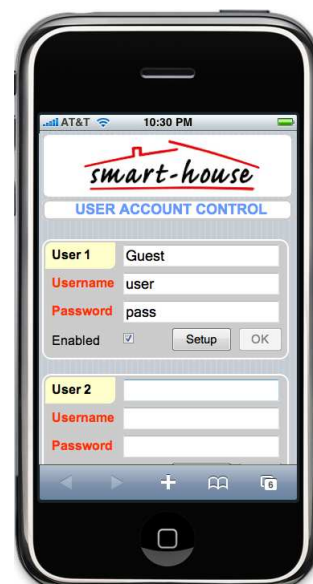 AT&T 10:30 PM
smart-house
USER ACCOUNT CONTROL
User 1 Guest
Username user
Password pass
Enabled Setup OK
User 2
Username
Password
6